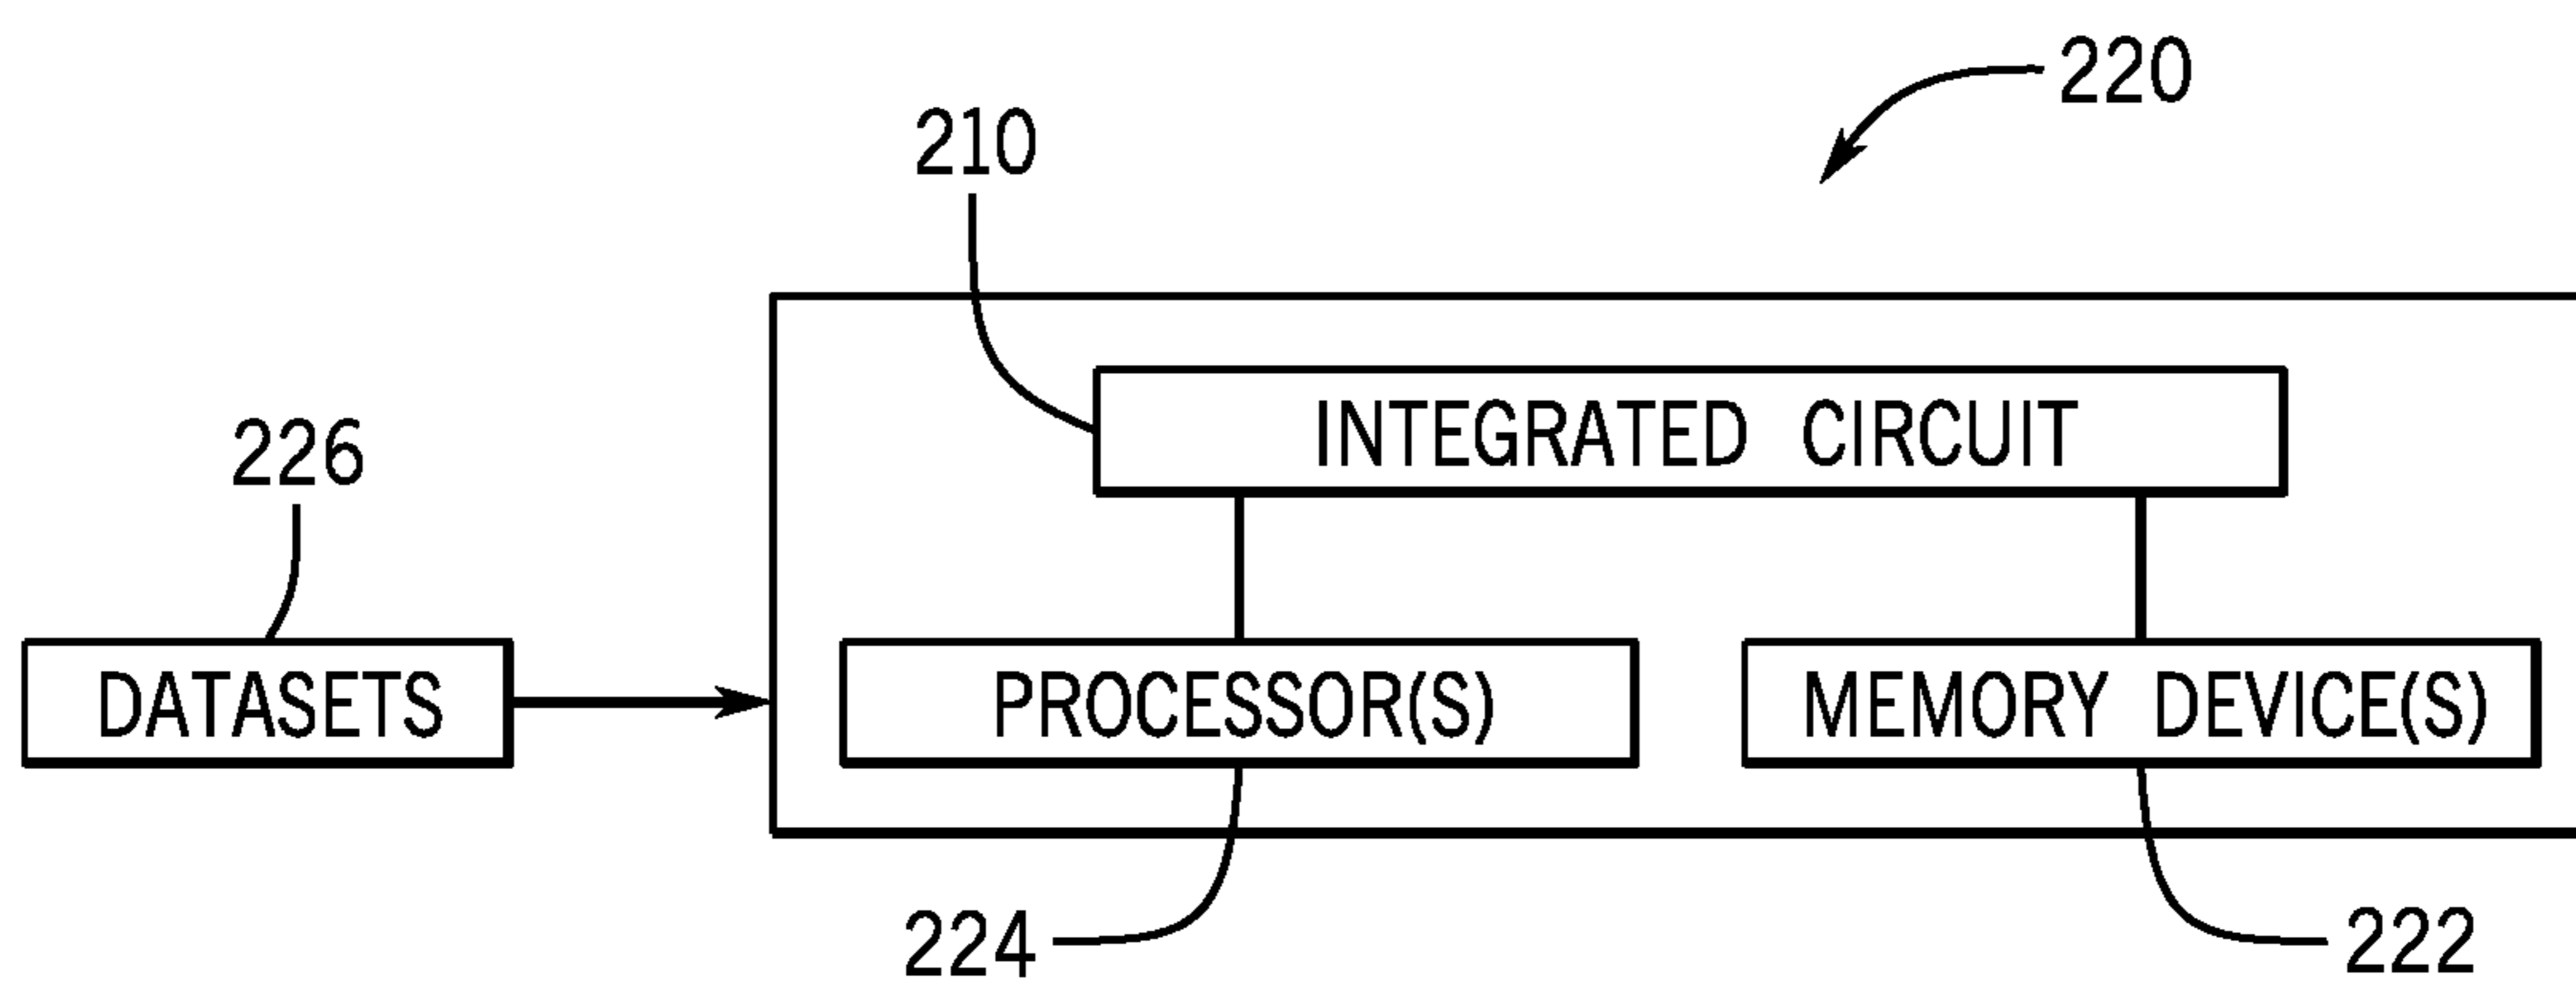 220
210
INTEGRATED CIRCUIT
226
DATASETS
PROCESSOR(S)
MEMORY DEVICE(S)
224
222